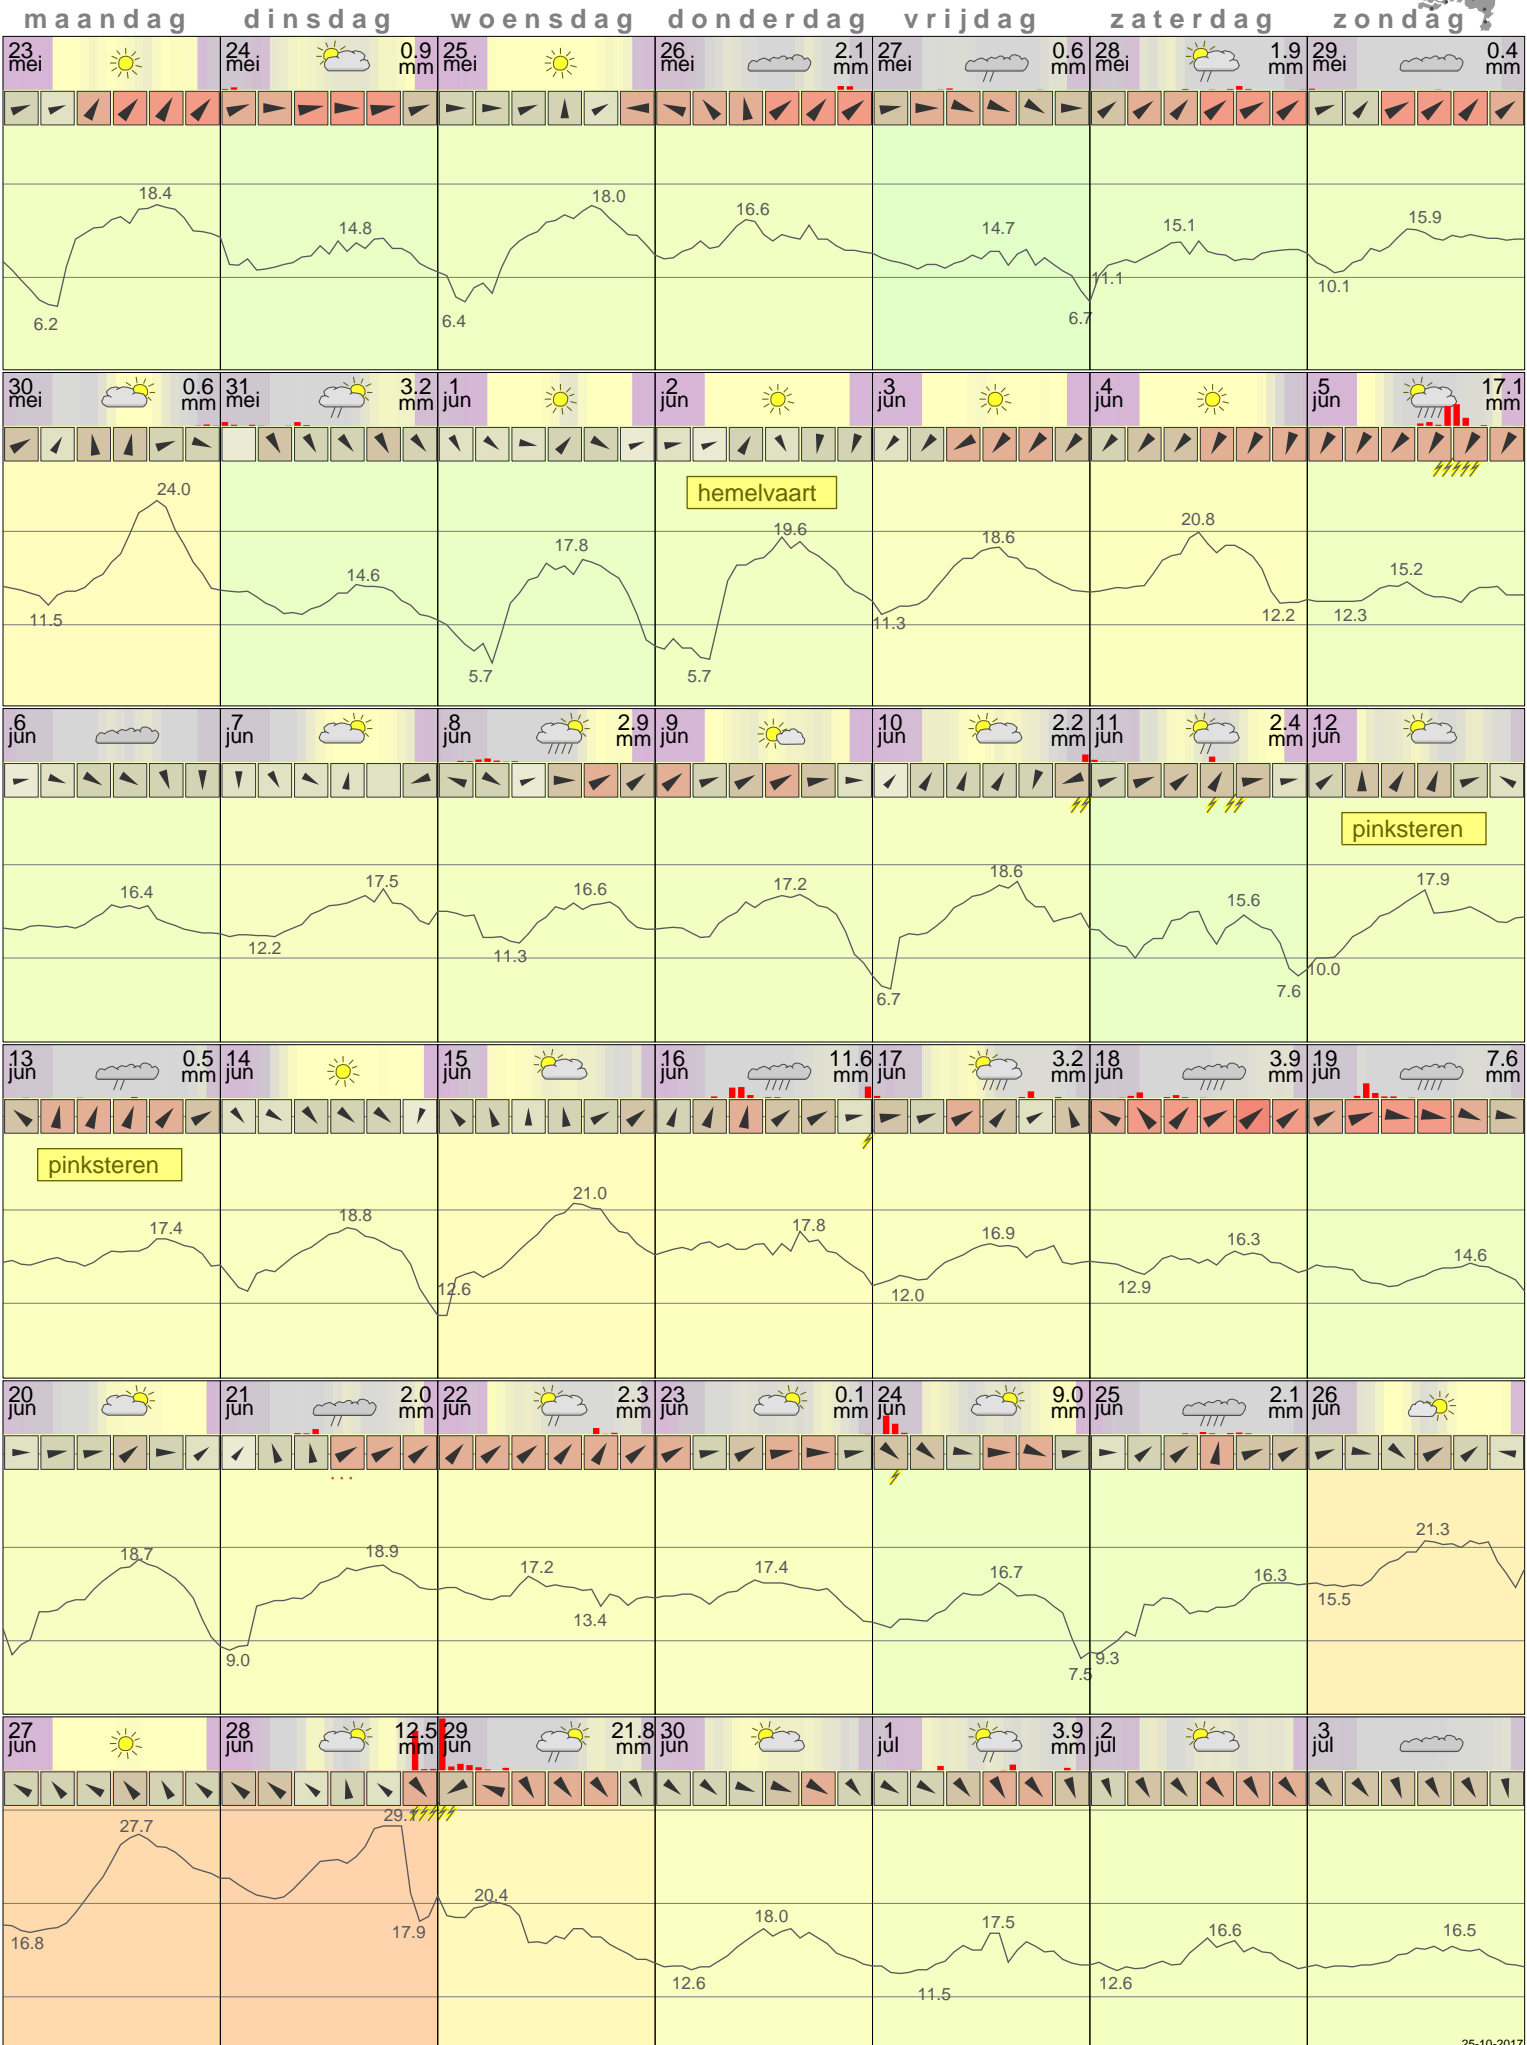 maandag dinsdag woensdag donderdag vrijdag zaterdag zondag
23 24 0.9 25 26 2.1 27 0.6 28 1.9 29 0.4
mei mei mm mei mei mm mei mm mei mm mei mm
18.4 14.8 18.0 16.6 14.7 15.1 15.9
6.2 6.4 6.7 11.1 10.1
30 0.6 31 3.2 1 2 3 4 5 17.1
mei mm mei mm jun jun jun jun jun mm
hemelvaart
24.0 14.6 17.8 19.6 18.6 20.8 15.2
11.5 5.7 5.7 11.3 12.2 12.3
6 7 8 2.9 9 10 2.2 11 2.4 12
jun jun jun mm jun jun mm jun mm jun
pinksteren
16.4 17.5 16.6 17.2 18.6 15.6 17.9
12.2 11.3 6.7 7.6 10.0
13 0.5 14 15 16 11.6 17 3.2 18 3.9 19 7.6
jun mm jun jun jun mm jun mm jun mm jun mm
pinksteren
17.4 18.8 21.0 17.8 16.9 16.3 14.6
12.6 12.0 12.9
20 21 2.0 22 2.3 23 0.1 24 9.0 25 2.1 26
jun jun mm jun mm jun mm jun mm jun mm jun
18.7 18.9 17.2 17.4 16.7 16.3 21.3
9.0 13.4 7.5 9.3 15.5
27 28 12.5 29 21.8 30 1 3.9 2 3
jun jun mm jun mm jun jul mm jul jul
27.7 20.4 18.0 17.5 16.6 16.5
16.8 17.9 12.6 11.5 12.6
25-10-2017